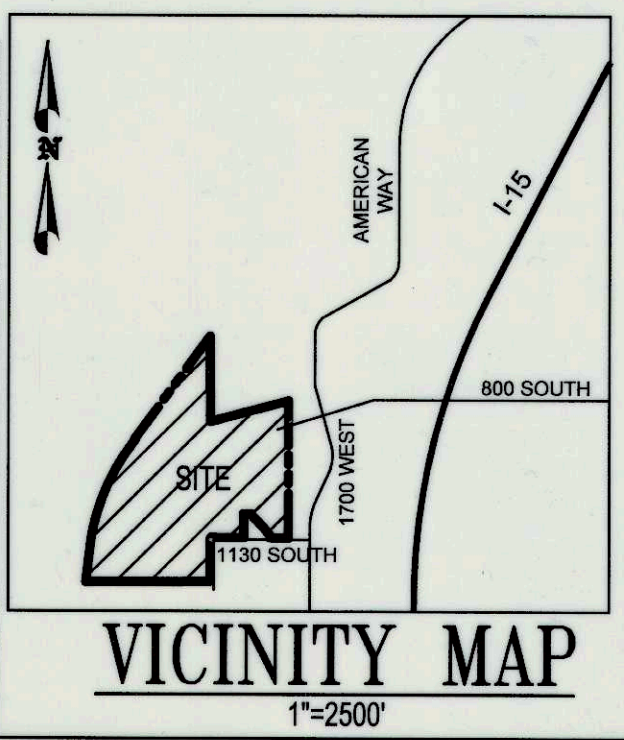 N
AMERICAN
WAY
I-15
800 SOUTH
1700 WEST
SITE
1130 SOUTH
VICINITY MAP
1"=2500'